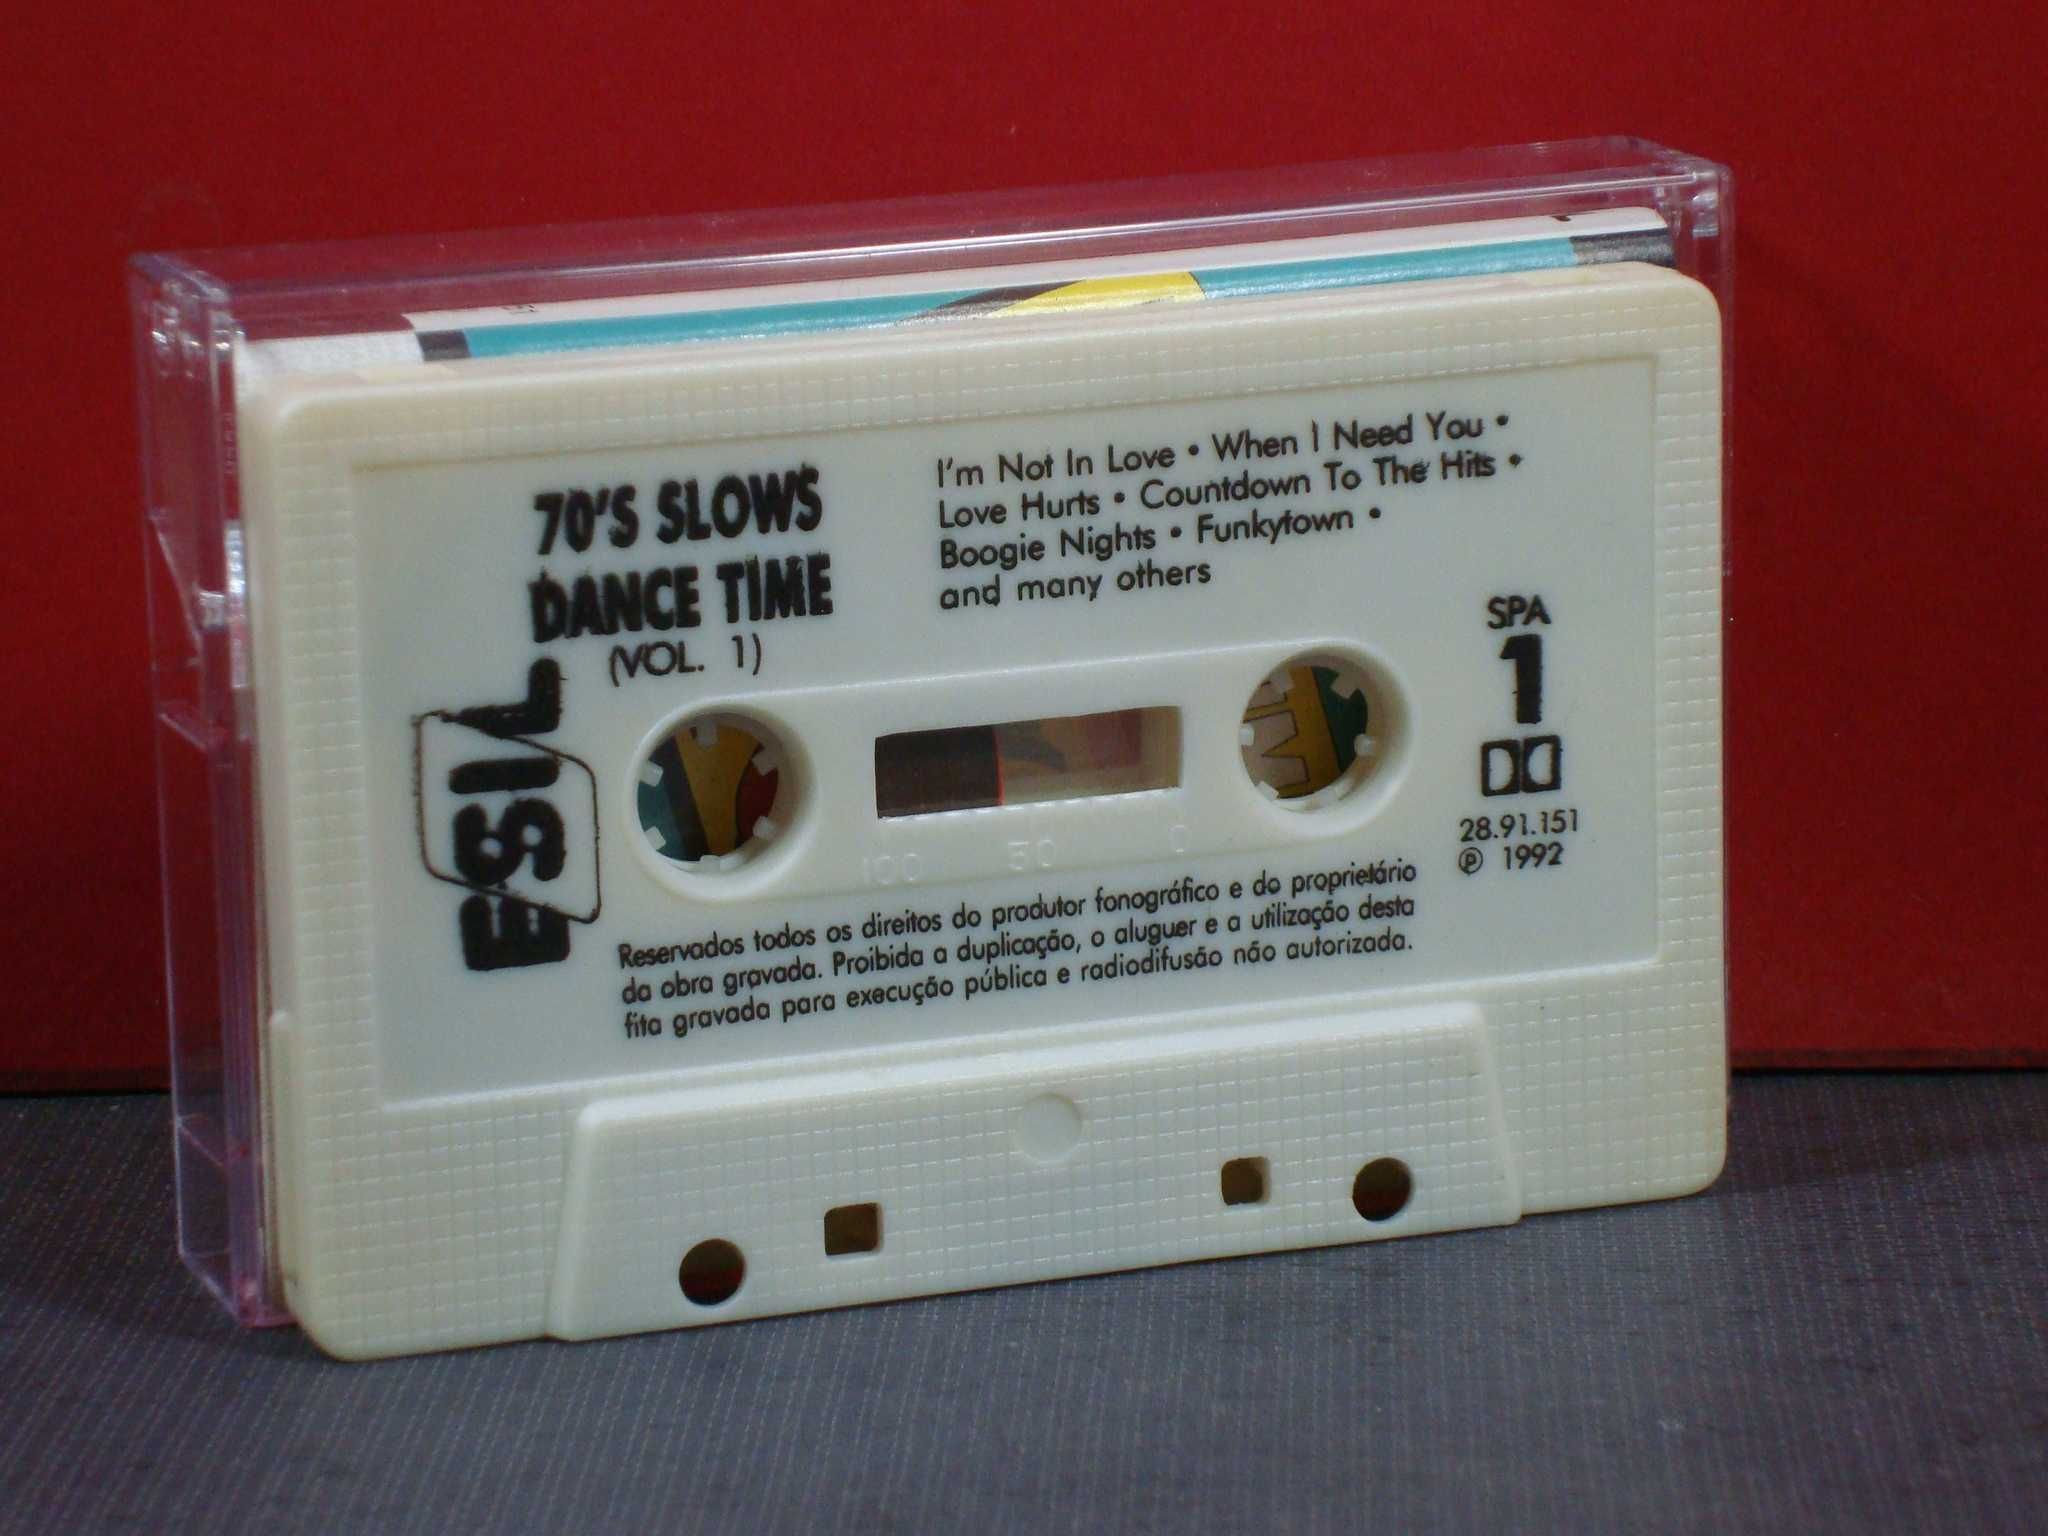 70'S SLOWS
DANCE TIME
(VOL. 1)
I'm Not In Love • When I Need You •
Love Hurts • Countdown To The Hits •
Boogie Nights • Funkytown •
and many others
SPA
1
28.91.151
℗ 1992
ESIL
100 50 0
Reservados todos os direitos do produtor fonográfico e do proprietário
da obra gravada. Proibida a duplicação, o aluguer e a utilização desta
fita gravada para execução pública e radiodifusão não autorizada.